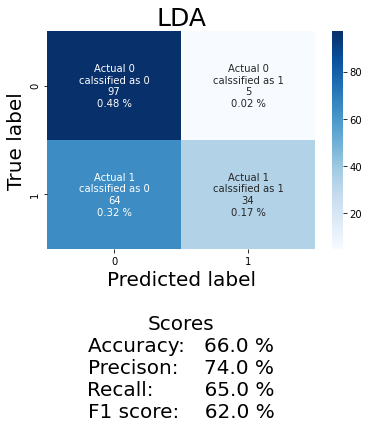 LDA
True label
0
1
Actual 0
calssified as 0
97
0.48 %
Actual 0
calssified as 1
5
0.02 %
Actual 1
calssified as 0
64
0.32 %
Actual 1
calssified as 1
34
0.17 %
0
1
Predicted label
80
60
40
20
Scores
Accuracy: 66.0 %
Precison: 74.0 %
Recall: 65.0 %
F1 score: 62.0 %